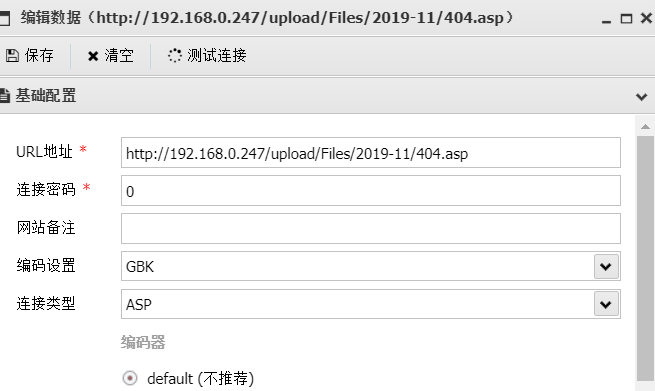 编辑数据（http://192.168.0.247/upload/Files/2019-11/404.asp）
保存 清空 测试连接
基础配置
URL地址 * http://192.168.0.247/upload/Files/2019-11/404.asp
连接密码 * 0
网站备注
编码设置 GBK
连接类型 ASP
编码器
default (不推荐)